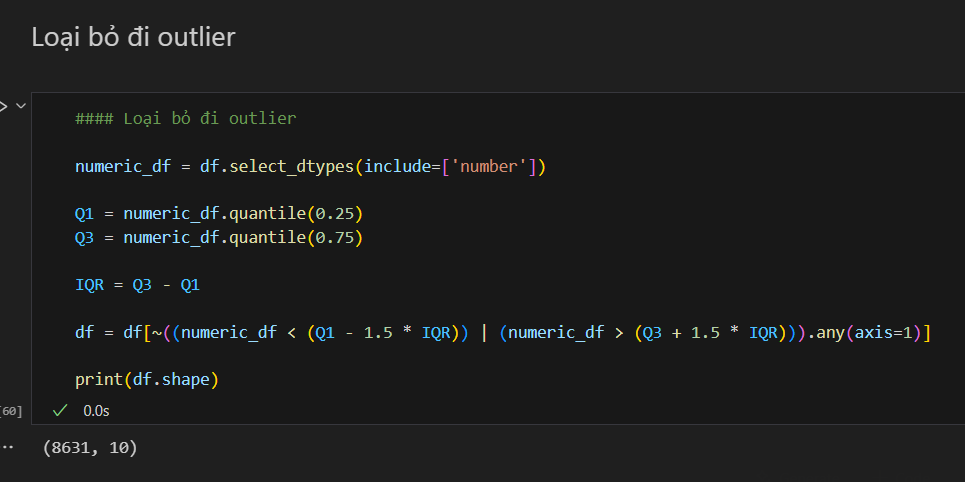 Loại bỏ đi outlier
#### Loại bỏ đi outlier
numeric_df = df.select_dtypes(include=['number'])
Q1 = numeric_df.quantile(0.25)
Q3 = numeric_df.quantile(0.75)
IQR = Q3 - Q1
df = df[~((numeric_df < (Q1 - 1.5 * IQR)) | (numeric_df > (Q3 + 1.5 * IQR))).any(axis=1)]
print(df.shape)
[60] 0.0s
(8631, 10)